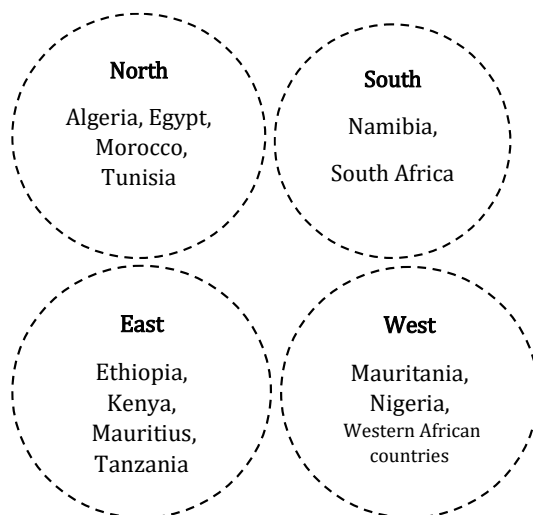 North
Algeria, Egypt,
Morocco,
Tunisia
South
Namibia,
South Africa
East
Ethiopia,
Kenya,
Mauritius,
Tanzania
West
Mauritania,
Nigeria,
Western African
countries